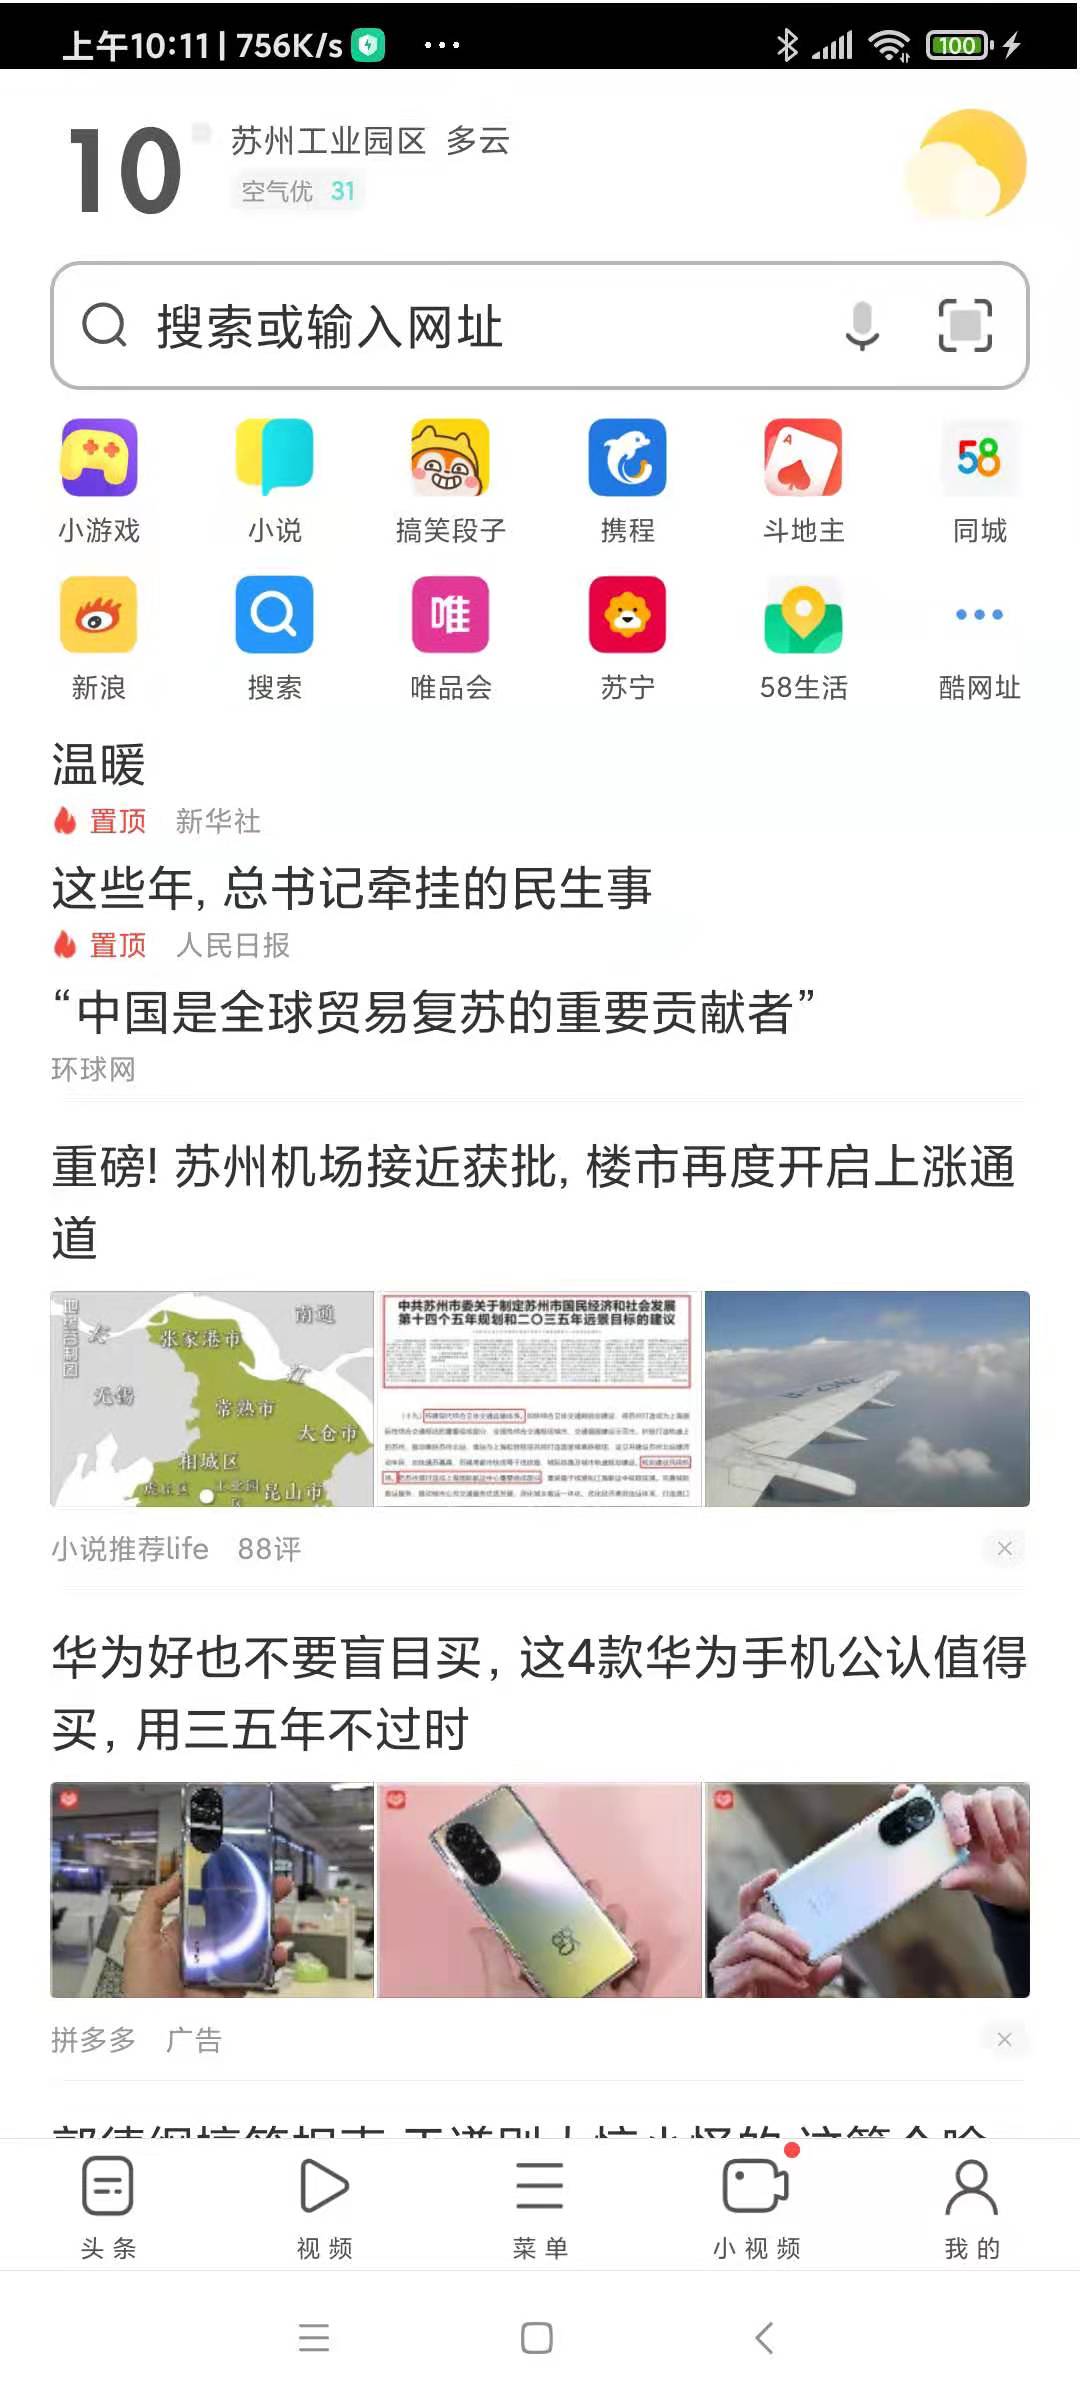 上午10:11 | 756K/s
100
10°
苏州工业园区 多云
空气优 31
搜索或输入网址
小游戏 小说 搞笑段子 携程 斗地主 同城
A
58
新浪 搜索 唯品会 苏宁 58生活 酷网址
唯
温暖
置顶 新华社
这些年, 总书记牵挂的民生事
置顶 人民日报
“中国是全球贸易复苏的重要贡献者”
环球网
重磅! 苏州机场接近获批, 楼市再度开启上涨通
道
南通
张家港市
江
无锡
常熟市
太仓市
相城区
昆山市
中共苏州市委关于制定苏州市国民经济和社会发展
第十四个五年规划和二〇三五年远景目标的建议
小说推荐life 88评
华为好也不要盲目买, 这4款华为手机公认值得
买, 用三五年不过时
拼多多 广告
头条 视频 菜单 小视频 我的